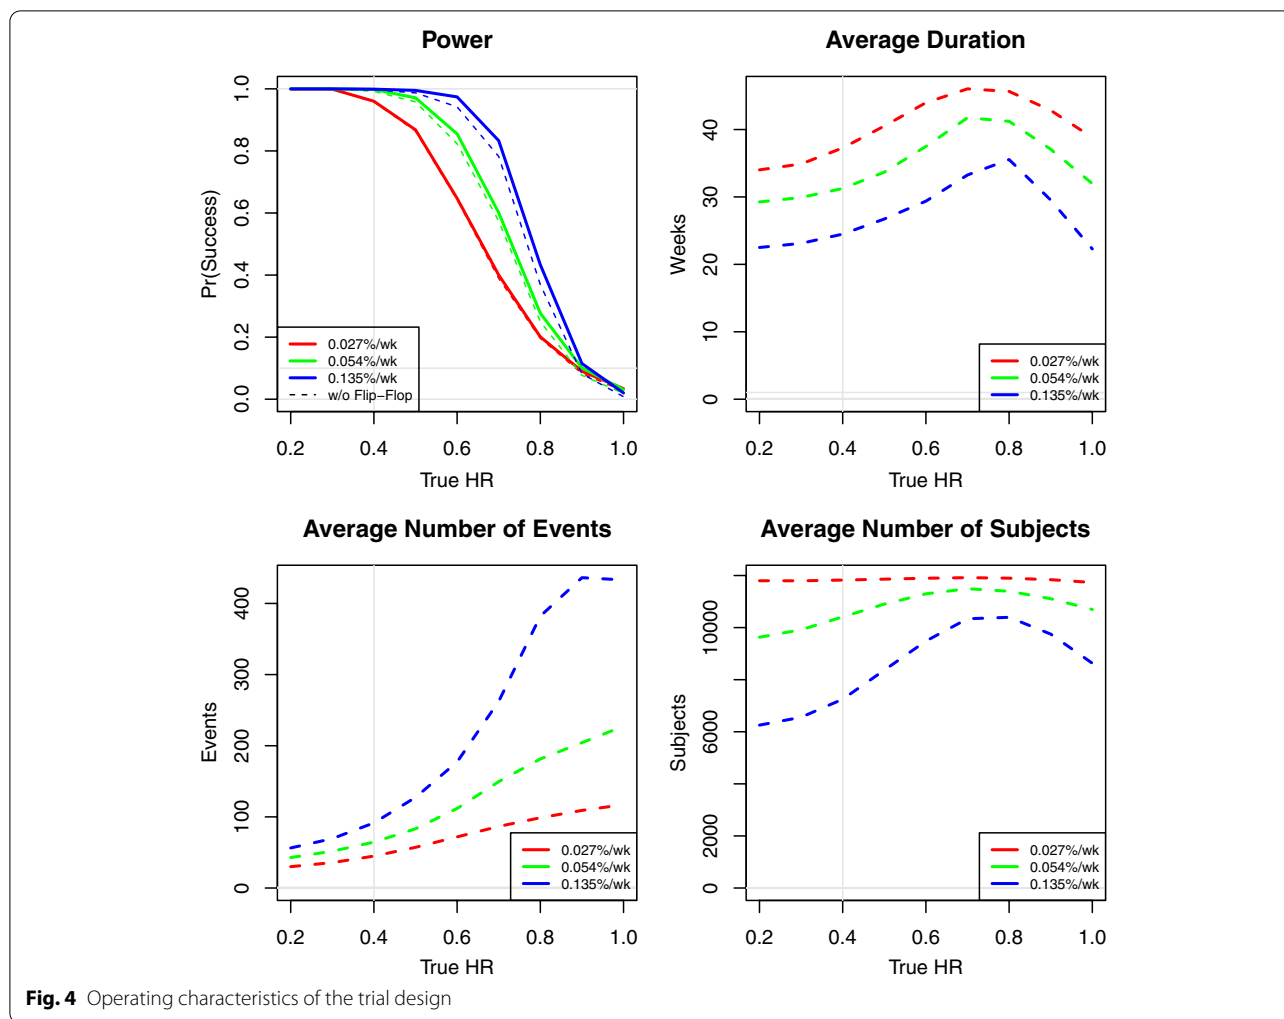 Power
Pr(Success)
1.0
0.8
0.6
0.4
0.2
0.0
0.027%/wk
0.054%/wk
0.135%/wk
w/o Flip−Flop
0.2 0.4 0.6 0.8 1.0
True HR
Average Duration
Weeks
40
30
20
10
0
0.027%/wk
0.054%/wk
0.135%/wk
0.2 0.4 0.6 0.8 1.0
True HR
Average Number of Events
Events
400
300
200
100
0
0.027%/wk
0.054%/wk
0.135%/wk
0.2 0.4 0.6 0.8 1.0
True HR
Average Number of Subjects
Subjects
10000
6000
2000
0
0.027%/wk
0.054%/wk
0.135%/wk
0.2 0.4 0.6 0.8 1.0
True HR
Fig. 4 Operating characteristics of the trial design